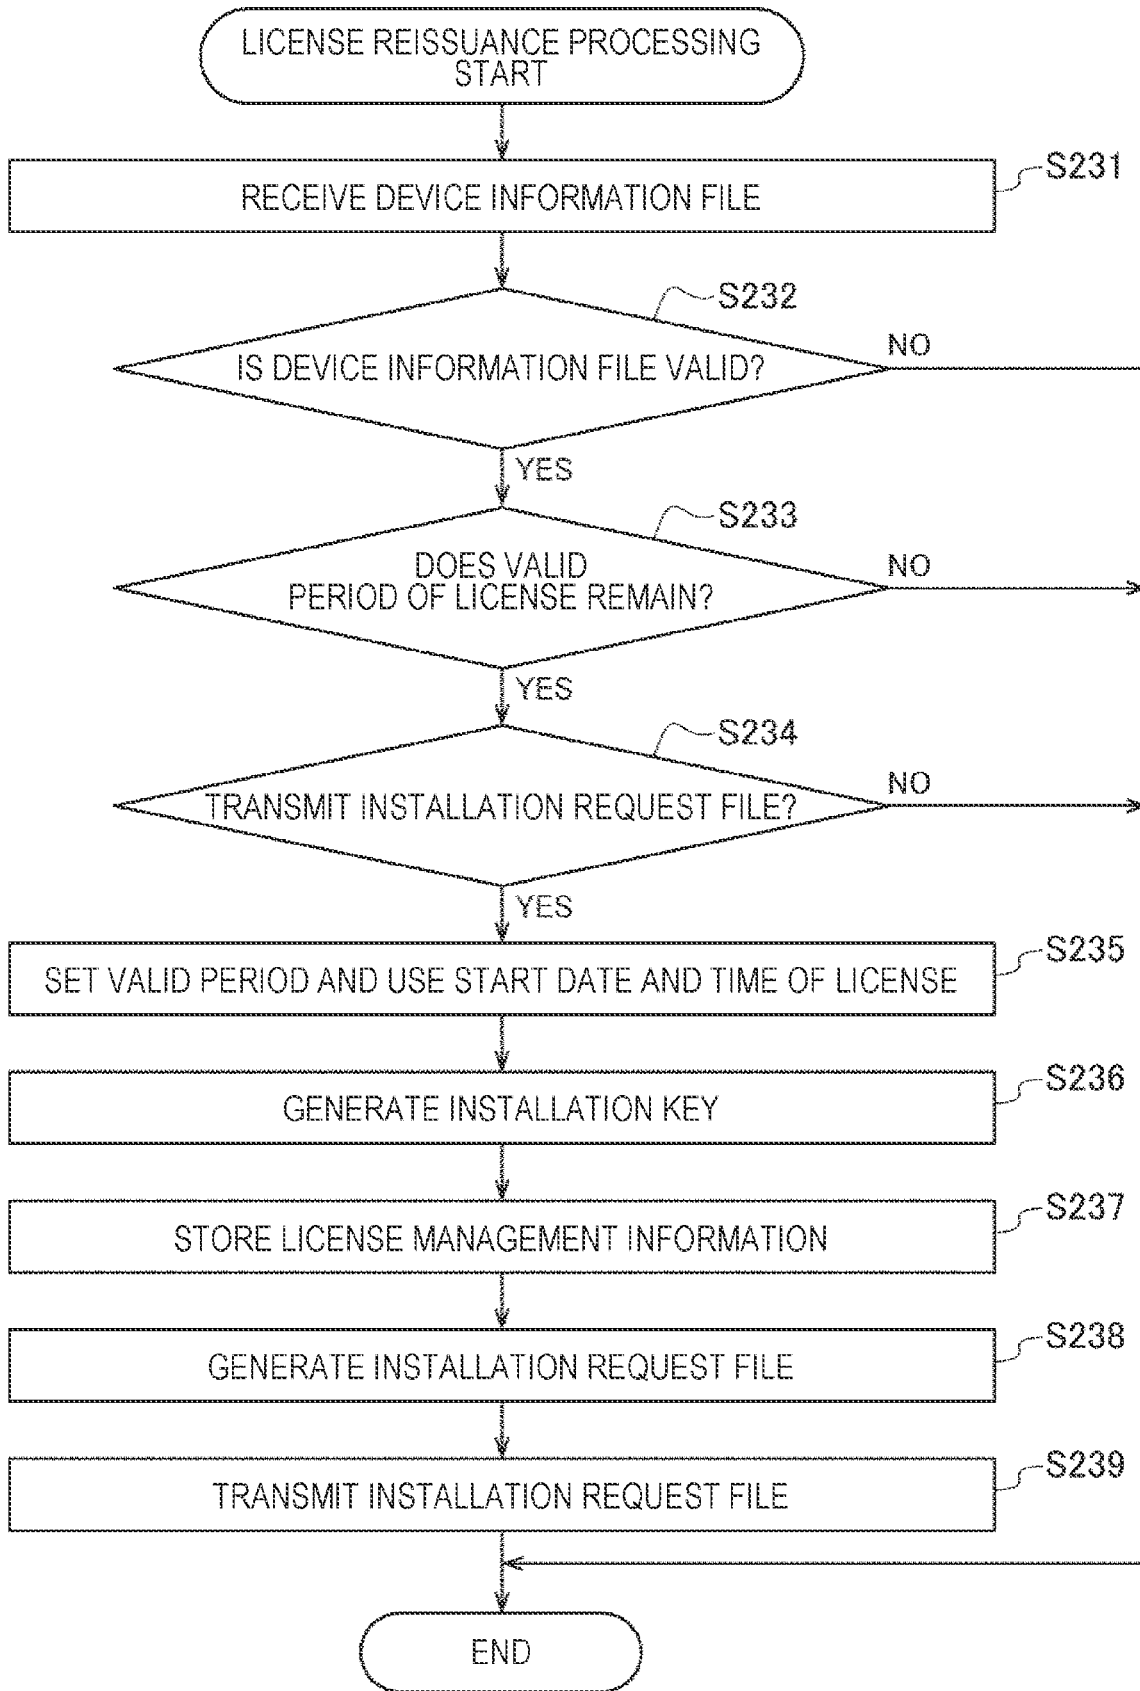 LICENSE REISSUANCE PROCESSING
START
S231
RECEIVE DEVICE INFORMATION FILE
S232
NO
IS DEVICE INFORMATION FILE VALID?
YES
S233
NO
DOES VALID
PERIOD OF LICENSE REMAIN?
YES
S234
NO
TRANSMIT INSTALLATION REQUEST FILE?
YES
S235
SET VALID PERIOD AND USE START DATE AND TIME OF LICENSE
S236
GENERATE INSTALLATION KEY
S237
STORE LICENSE MANAGEMENT INFORMATION
S238
GENERATE INSTALLATION REQUEST FILE
S239
TRANSMIT INSTALLATION REQUEST FILE
END